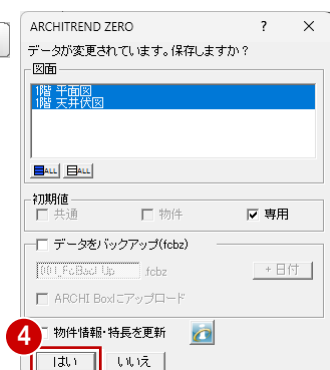 ARCHITREND ZERO ? ×
データが変更されています。保存しますか?
図面
1階 平面図
1階 天井伏図
ALL ALL
初期値
共通 物件 専用
データをバックアップ(fcbz)
.fcbz +日付
ARCHI Boxにアップロード
4
物件情報・特長を更新
はい いいえ